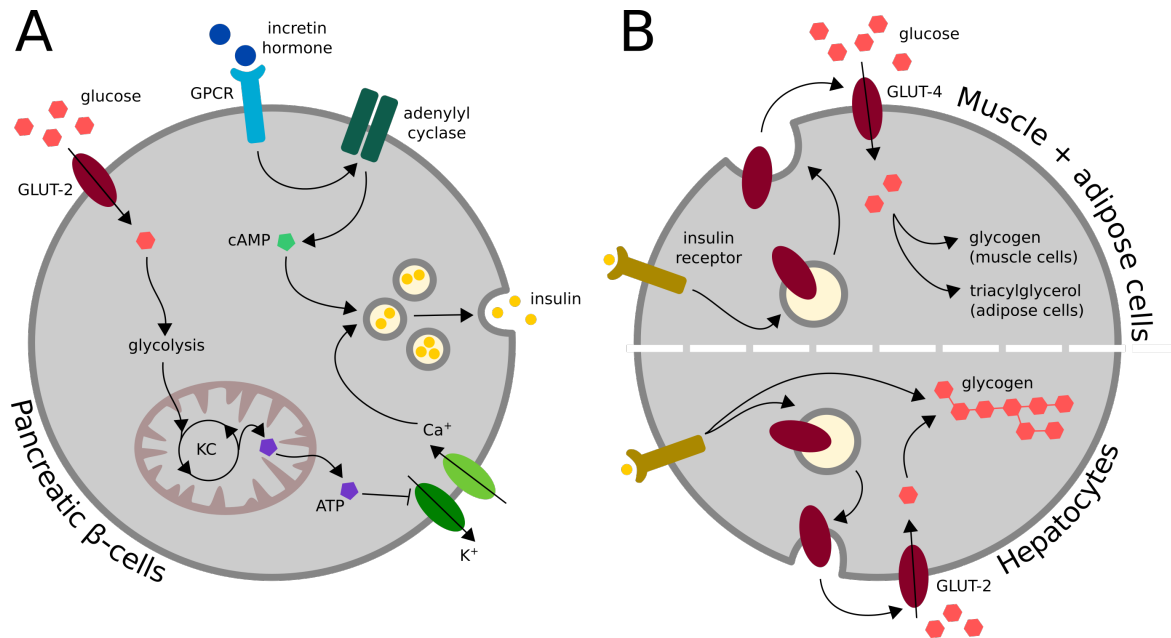 A
incretin
hormone
glucose
GPCR
adenylyl
cyclase
GLUT-2
cAMP
insulin
glycolysis
KC
Ca⁺
ATP
K⁺
Pancreatic β-cells
B
glucose
GLUT-4
Muscle + adipose cells
insulin
receptor
glycogen
(muscle cells)
triacylglycerol
(adipose cells)
glycogen
GLUT-2
Hepatocytes